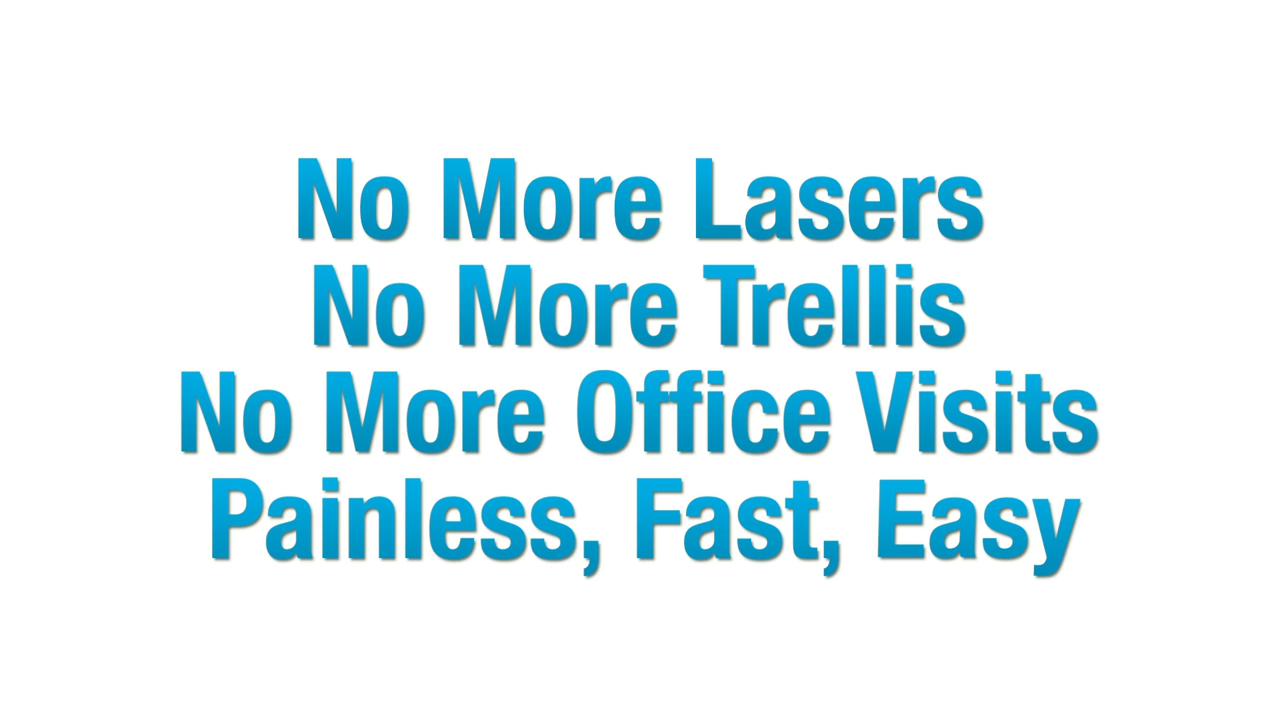 No More Lasers
No More Trellis
No More Office Visits
Painless, Fast, Easy